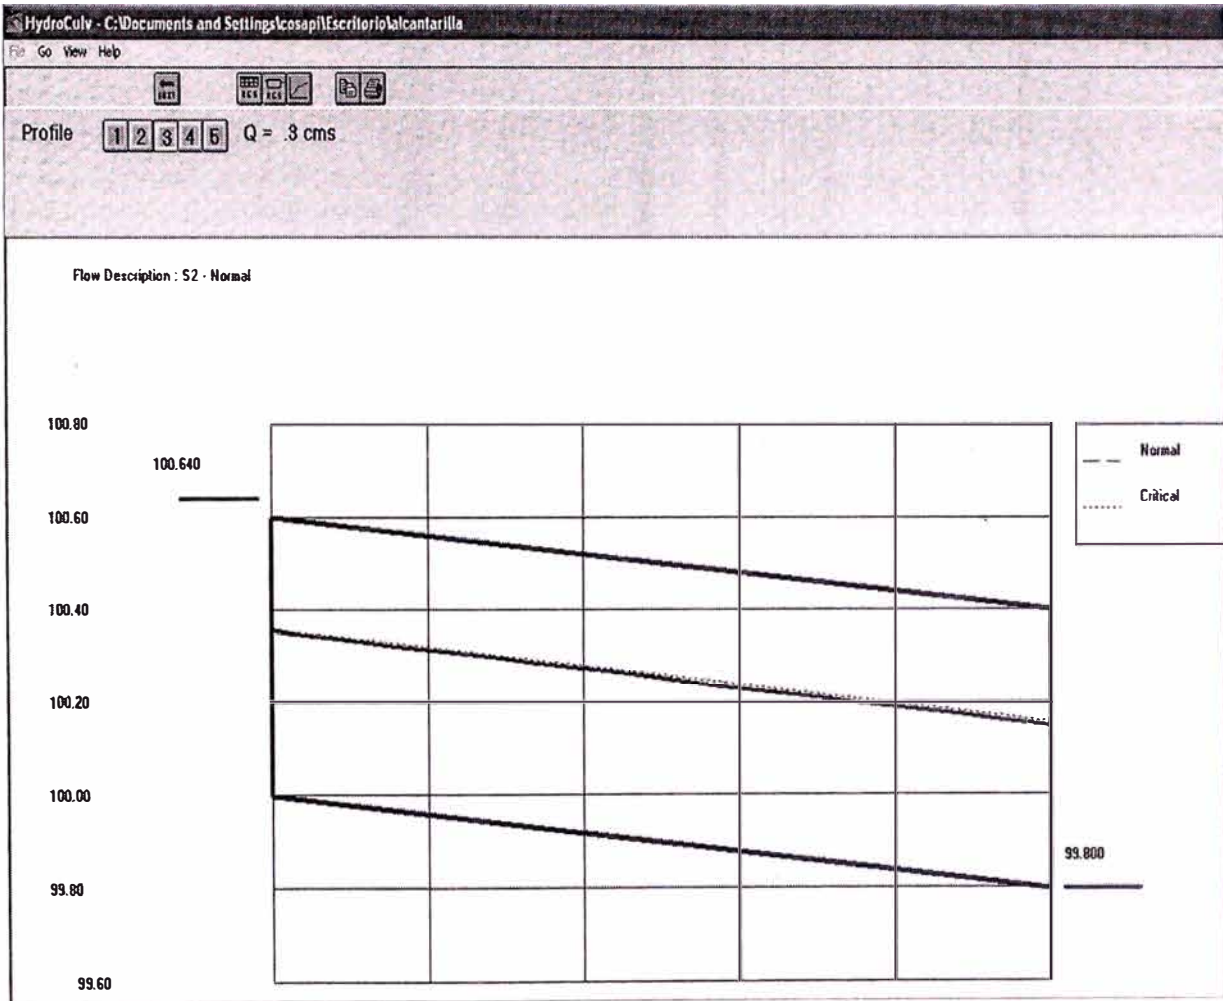 HydroCulv - C:\Documents and Settings\cosapi\Escritorio\alcantarilla
File Go View Help
Profile 1 2 3 4 5 Q = .3 cms
Flow Description : S2 - Normal
100.80
100.640
100.60
100.40
100.20
100.00
99.80
99.60
Normal
Critical
99.800